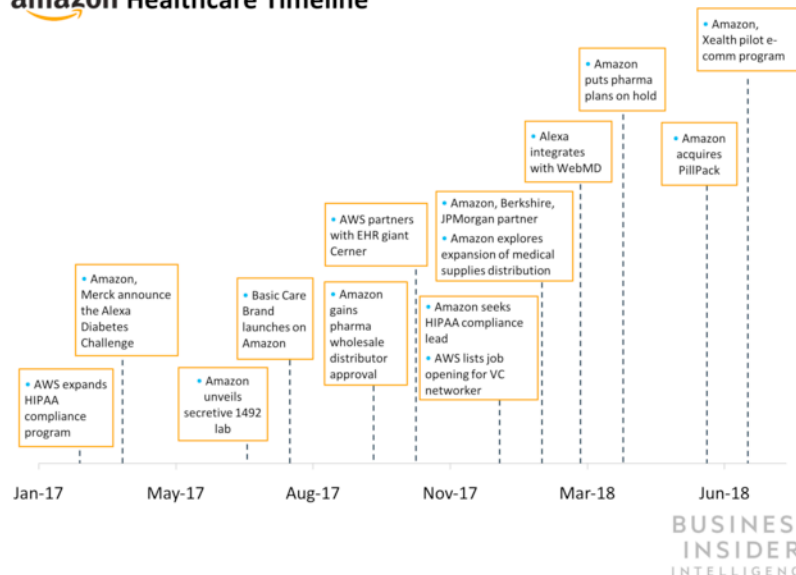 amazon Healthcare Timeline
• Amazon,
Xealth pilot e-
comm program
• Amazon
puts pharma
plans on hold
• Alexa
integrates
with WebMD
• Amazon
acquires
PillPack
• AWS partners
with EHR giant
Cerner
• Amazon, Berkshire,
JPMorgan partner
• Amazon explores
expansion of medical
supplies distribution
• Amazon,
Merck announce
the Alexa
Diabetes
Challenge
• Basic Care
Brand
launches on
Amazon
• Amazon
gains
pharma
wholesale
distributor
approval
• Amazon seeks
HIPAA compliance
lead
• AWS lists job
opening for VC
networker
• AWS expands
HIPAA
compliance
program
• Amazon
unveils
secretive 1492
lab
Jan-17 May-17 Aug-17 Nov-17 Mar-18 Jun-18
BUSINES
INSIDER
INTELLIGENC